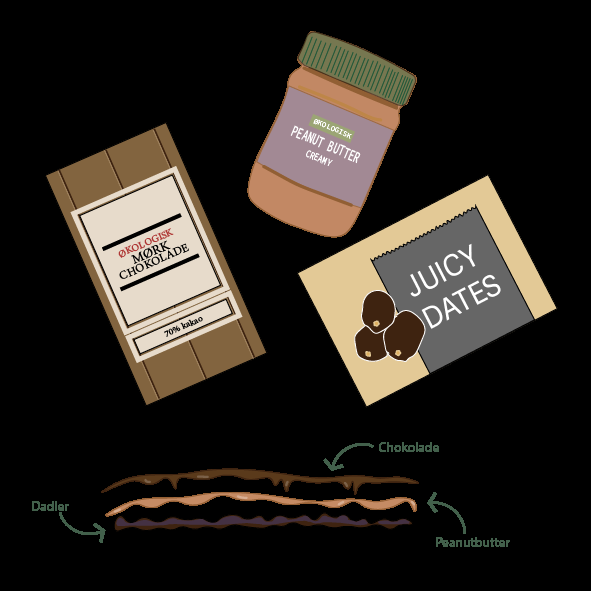 ØKOLOGISK
PEANUT BUTTER
CREAMY
ØKOLOGISK
MØRK
CHOKOLADE
70% kakao
JUICY
DATES
Chokolade
Dadler
Peanutbutter